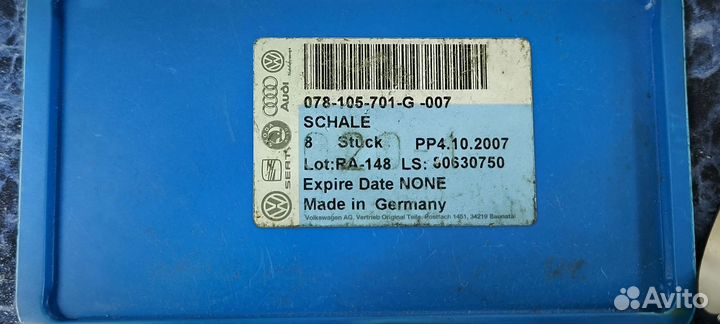 078-105-701-G -007
SCHALE
8 Stück PP4.10.2007
Lot:RA-148 LS: 00630750
Expire Date NONE
Made in Germany
Volkswagen AG, Vertrieb Original Teile, Postfach 1451, 34219 Baunatal
Audi
SEAT
Avito